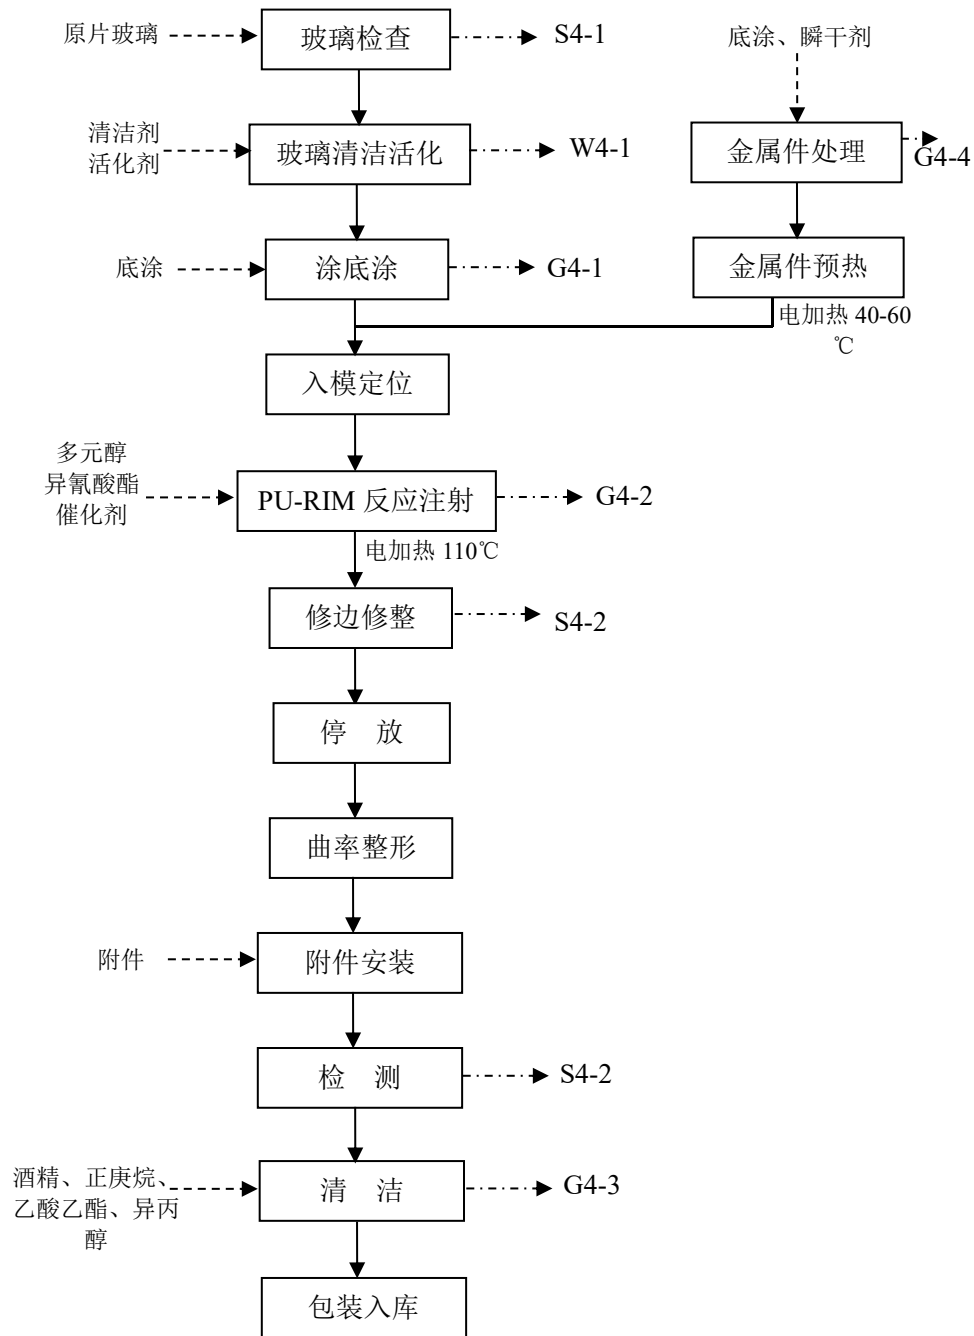 原片玻璃
玻璃检查
S4-1
底涂、瞬干剂
清洁剂
活化剂
玻璃清洁活化
W4-1
金属件处理
G4-4
底涂
涂底涂
G4-1
金属件预热
电加热 40-60
℃
入模定位
多元醇
异氰酸酯
催化剂
PU-RIM 反应注射
G4-2
电加热 110℃
修边修整
S4-2
停 放
曲率整形
附件
附件安装
检 测
S4-2
酒精、正庚烷、
乙酸乙酯、异丙
醇
清 洁
G4-3
包装入库